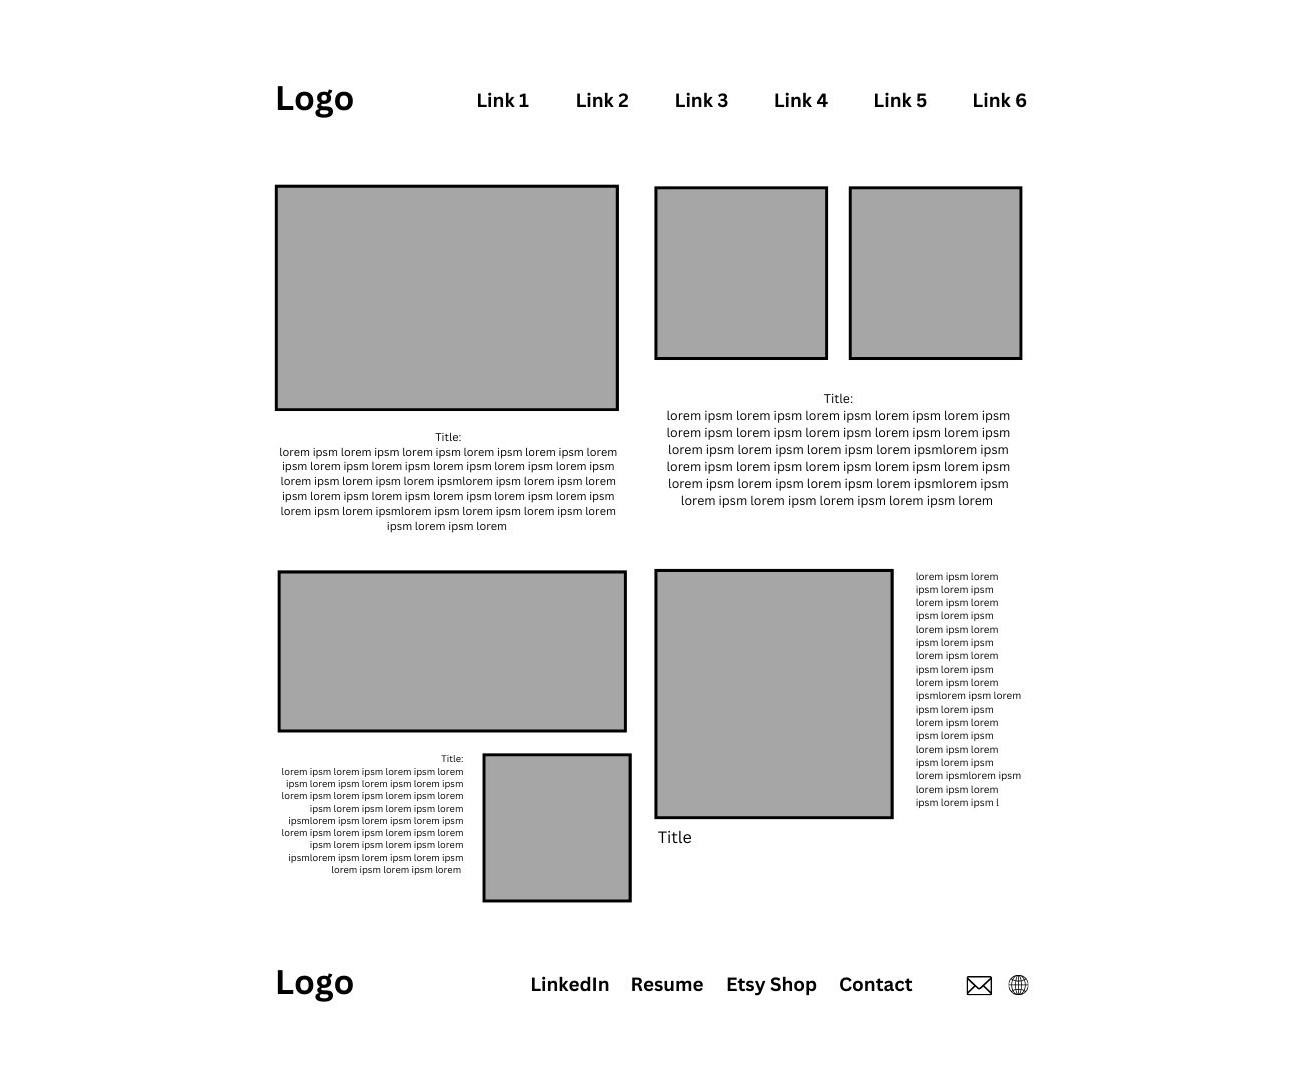 Logo
Link 1 Link 2 Link 3 Link 4 Link 5 Link 6
Title:
lorem ipsm lorem ipsm lorem ipsm lorem ipsm lorem ipsm lorem
ipsm lorem ipsm lorem ipsm lorem ipsm lorem ipsm lorem ipsm
lorem ipsm lorem ipsm lorem ipsmlorem ipsm lorem ipsm lorem
ipsm lorem ipsm lorem ipsm lorem ipsm lorem ipsm lorem ipsm
lorem ipsm lorem ipsmlorem ipsm lorem ipsm lorem ipsm lorem
ipsm lorem ipsm lorem
Title:
lorem ipsm lorem ipsm lorem ipsm lorem ipsm lorem ipsm
lorem ipsm lorem ipsm lorem ipsm lorem ipsm lorem ipsm
lorem ipsm lorem ipsm lorem ipsm lorem ipsmlorem ipsm
lorem ipsm lorem ipsm lorem ipsm lorem ipsm lorem ipsm
lorem ipsm lorem ipsm lorem ipsm lorem ipsmlorem ipsm
lorem ipsm lorem ipsm lorem ipsm lorem ipsm lorem
Title:
lorem ipsm lorem ipsm lorem ipsm lorem
ipsm lorem ipsm lorem ipsm lorem ipsm
lorem ipsm lorem ipsm lorem ipsm lorem
ipsm lorem ipsm lorem ipsm lorem
ipsmlorem ipsm lorem ipsm lorem ipsm
lorem ipsm lorem ipsm lorem ipsm lorem
ipsm lorem ipsm lorem ipsm lorem
ipsmlorem ipsm lorem ipsm lorem ipsm
lorem ipsm lorem ipsm lorem
lorem ipsm lorem
ipsm lorem ipsm
lorem ipsm lorem
ipsm lorem ipsm
lorem ipsm lorem
ipsm lorem ipsm
lorem ipsm lorem
ipsm lorem ipsm
lorem ipsm lorem
ipsmlorem ipsm lorem
ipsm lorem ipsm
lorem ipsm lorem
ipsm lorem ipsm
lorem ipsm lorem
ipsm lorem ipsm
lorem ipsmlorem ipsm
lorem ipsm lorem
ipsm lorem ipsm l
Title
Logo
LinkedIn Resume Etsy Shop Contact